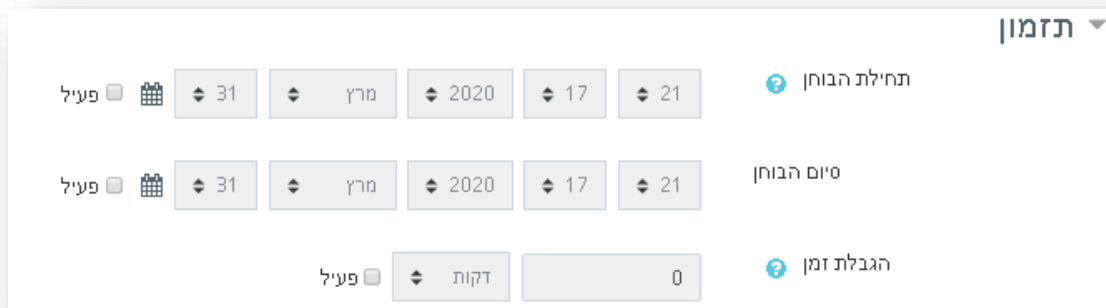 תזמון
תחילת הבוחן 21 17 2020 מרץ 31 פעיל
סיום הבוחן 21 17 2020 מרץ 31 פעיל
הגבלת זמן 0 דקות פעיל